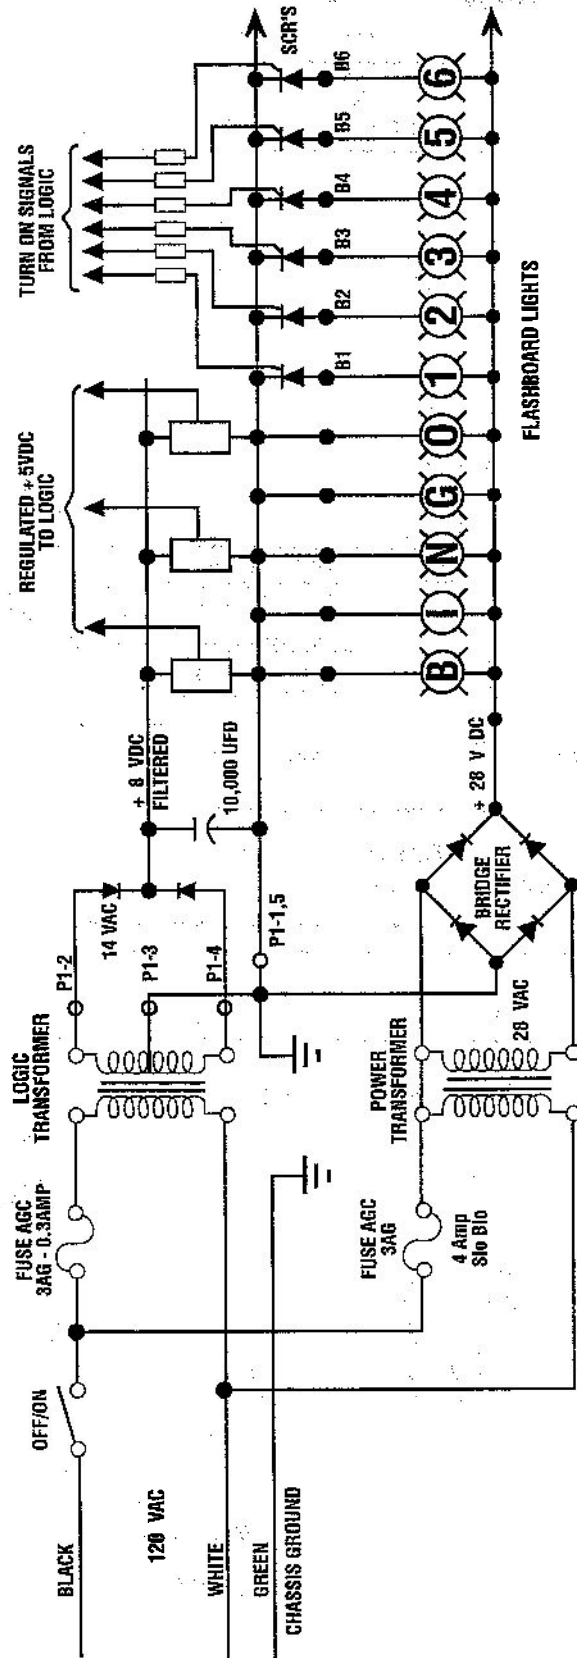 BLACK
120 VAC
WHITE
GREEN
CHASSIS GROUND
OFF/ON
FUSE AGC
3AG - 0.3AMP
LOGIC
TRANSFORMER
P1-2
14 VAC
P1-3
P1-4
P1-1,5
+ 8 VDC
FILTERED
10,000 UFD
REGULATED + 5VDC
TO LOGIC
TURN ON SIGNALS
FROM LOGIC
SCR'S
B1
B2
B3
B4
B5
B6
FUSE AGC
3AG
4 Amp
Slo Blo
POWER
TRANSFORMER
28 VAC
BRIDGE
RECTIFIER
+ 28 V DC
B I N G O 1 2 3 4 5 6
FLASHBOARD LIGHTS